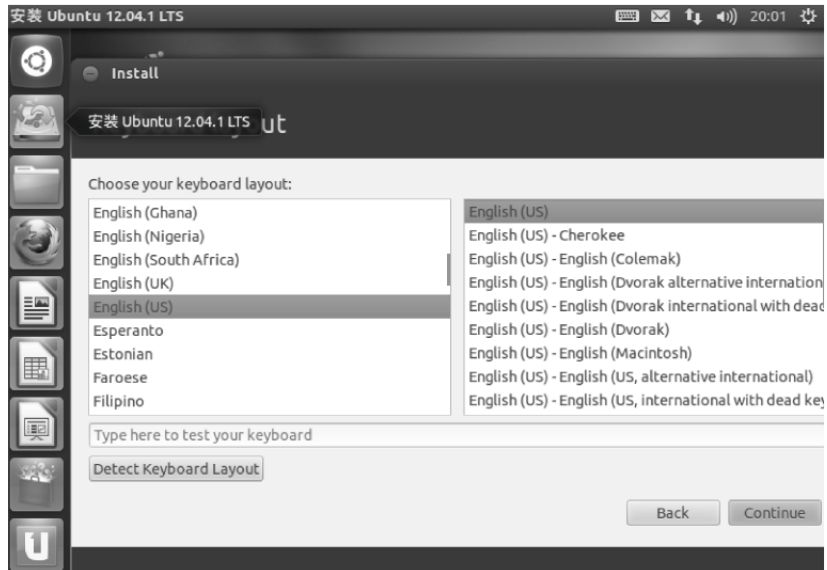 安装 Ubuntu 12.04.1 LTS
20:01
Install
安装 Ubuntu 12.04.1 LTS
ut
Choose your keyboard layout:
English (Ghana)
English (Nigeria)
English (South Africa)
English (UK)
English (US)
Esperanto
Estonian
Faroese
Filipino
English (US)
English (US) - Cherokee
English (US) - English (Colemak)
English (US) - English (Dvorak alternative internation
English (US) - English (Dvorak international with dead
English (US) - English (Dvorak)
English (US) - English (Macintosh)
English (US) - English (US, alternative international)
English (US) - English (US, international with dead key
Type here to test your keyboard
Detect Keyboard Layout
Back
Continue